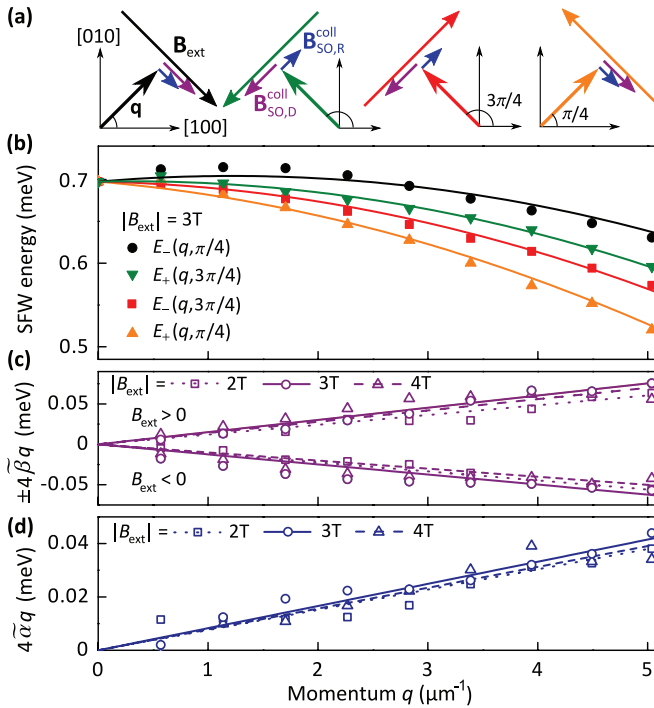 (a)
[010]
B_ext
q
[100]
B^coll_SO,D
B^coll_SO,R
3π/4
π/4
(b)
SFW energy (meV)
0.7
0.6
0.5
|B_ext| = 3T
E_−(q,π/4)
E_+(q,3π/4)
E_−(q,3π/4)
E_+(q,π/4)
(c)
±4β̃q (meV)
0.05
0
-0.05
|B_ext|= 2T 3T 4T
B_ext > 0
B_ext < 0
(d)
4α̃q (meV)
0.04
0.02
0
|B_ext|= 2T 3T 4T
0 1 2 3 4 5
Momentum q (μm⁻¹)